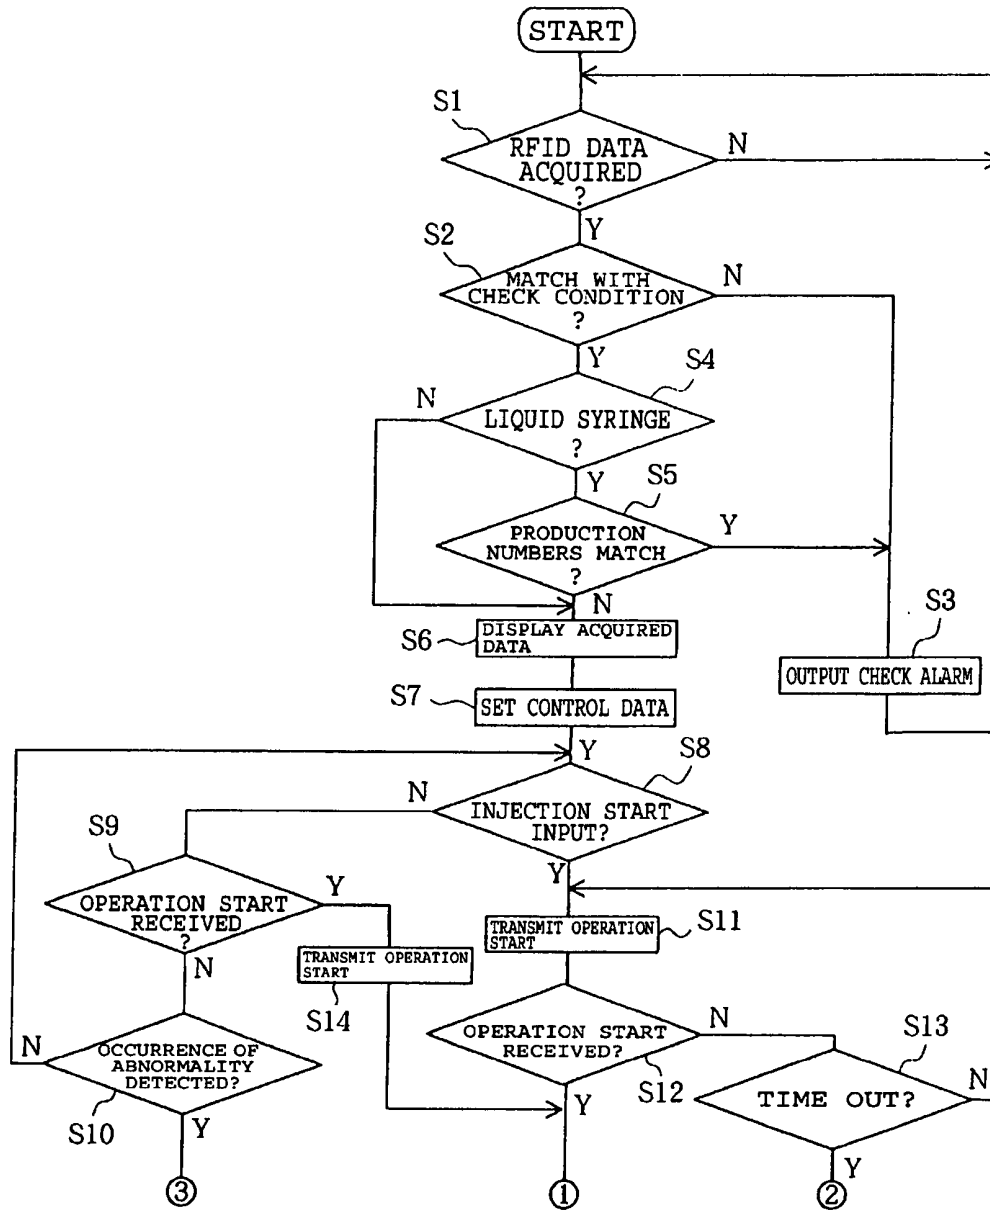 START
S1
RFID DATA
ACQUIRED
?
N
Y
S2
MATCH WITH
CHECK CONDITION
?
N
Y
S4
N
LIQUID SYRINGE
?
Y
S5
PRODUCTION
NUMBERS MATCH
?
Y
N
S3
S6
DISPLAY ACQUIRED
DATA
OUTPUT CHECK ALARM
S7
SET CONTROL DATA
Y
S8
N
INJECTION START
INPUT?
Y
S9
OPERATION START
RECEIVED
?
Y
N
S11
TRANSMIT OPERATION
START
TRANSMIT OPERATION
START
S14
OPERATION START
RECEIVED?
N
S12
Y
S13
TIME OUT?
N
Y
N
OCCURRENCE OF
ABNORMALITY
DETECTED?
S10
Y
③
①
②